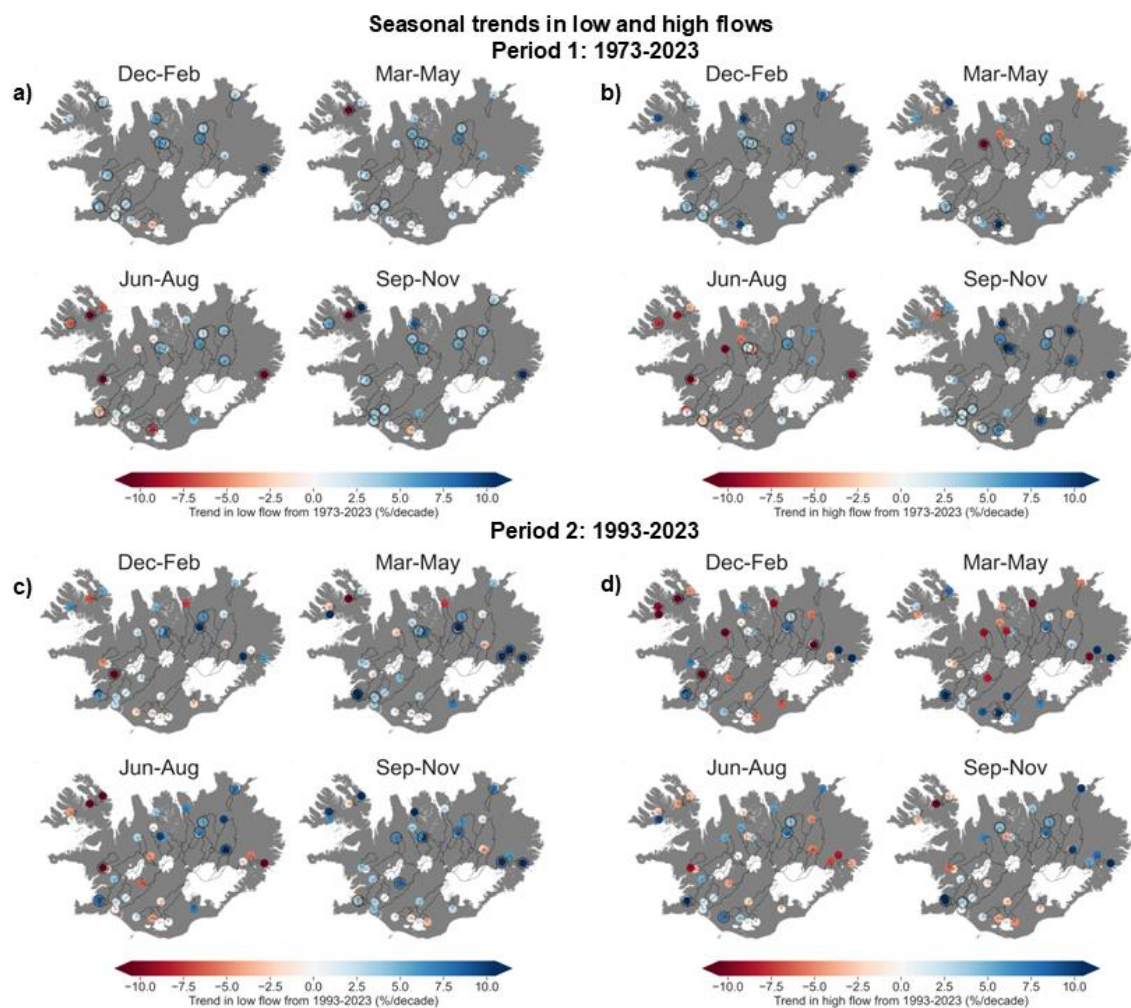 Seasonal trends in low and high flows
Period 1: 1973-2023
a)
Dec-Feb
Mar-May
Jun-Aug
Sep-Nov
−10.0 −7.5 −5.0 −2.5 0.0 2.5 5.0 7.5 10.0
Trend in low flow from 1973-2023 (%/decade)
b)
Dec-Feb
Mar-May
Jun-Aug
Sep-Nov
−10.0 −7.5 −5.0 −2.5 0.0 2.5 5.0 7.5 10.0
Trend in high flow from 1973-2023 (%/decade)
Period 2: 1993-2023
c)
Dec-Feb
Mar-May
Jun-Aug
Sep-Nov
−10.0 −7.5 −5.0 −2.5 0.0 2.5 5.0 7.5 10.0
Trend in low flow from 1993-2023 (%/decade)
d)
Dec-Feb
Mar-May
Jun-Aug
Sep-Nov
−10.0 −7.5 −5.0 −2.5 0.0 2.5 5.0 7.5 10.0
Trend in high flow from 1993-2023 (%/decade)